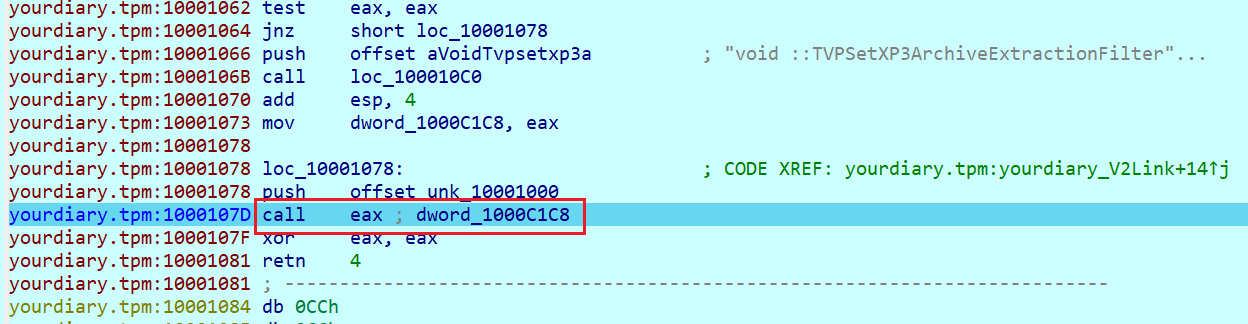 yourdiary.tpm:10001062 test    eax, eax
yourdiary.tpm:10001064 jnz     short loc_10001078
yourdiary.tpm:10001066 push    offset aVoidTvpsetxp3a              ; "void ::TVPSetXP3ArchiveExtractionFilter"...
yourdiary.tpm:1000106B call    loc_100010C0
yourdiary.tpm:10001070 add     esp, 4
yourdiary.tpm:10001073 mov     dword_1000C1C8, eax
yourdiary.tpm:10001078
yourdiary.tpm:10001078 loc_10001078:                           ; CODE XREF: yourdiary.tpm:yourdiary_V2Link+14↑j
yourdiary.tpm:10001078 push    offset unk_10001000
yourdiary.tpm:1000107D call    eax ; dword_1000C1C8
yourdiary.tpm:1000107F xor     eax, eax
yourdiary.tpm:10001081 retn    4
yourdiary.tpm:10001081 ; ---------------------------------------------------------------------------
yourdiary.tpm:10001084 db 0CCh